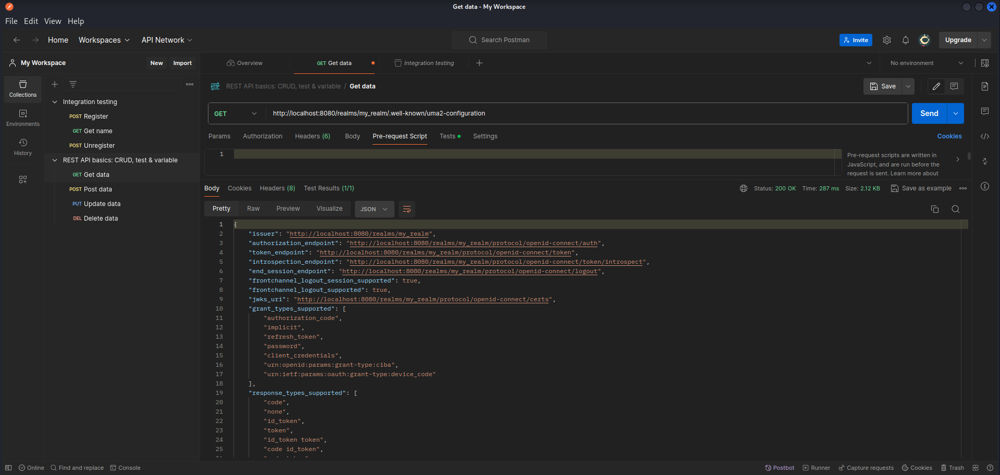 Get data - My Workspace
File Edit View Help
Home Workspaces API Network
Search Postman
Invite
Upgrade
My Workspace
New Import
Overview
GET Get data
Integration testing
No environment
Collections
Environments
History
Integration testing
POST Register
GET Get name
POST Unregister
REST API basics: CRUD, test & variable
GET Get data
POST Post data
PUT Update data
DEL Delete data
HTTP REST API basics: CRUD, test & variable / Get data
Save
GET http://localhost:8080/realms/my_realm/.well-known/uma2-configuration
Send
Params Authorization Headers (6) Body Pre-request Script Tests Settings
Cookies
1
Pre-request scripts are written in
JavaScript, and are run before the
request is sent. Learn more about
Body Cookies Headers (8) Test Results (1/1)
Status: 200 OK Time: 287 ms Size: 2.12 KB Save as example
Pretty Raw Preview Visualize JSON
1 {
2 "issuer": "http://localhost:8080/realms/my_realm",
3 "authorization_endpoint": "http://localhost:8080/realms/my_realm/protocol/openid-connect/auth",
4 "token_endpoint": "http://localhost:8080/realms/my_realm/protocol/openid-connect/token",
5 "introspection_endpoint": "http://localhost:8080/realms/my_realm/protocol/openid-connect/token/introspect",
6 "end_session_endpoint": "http://localhost:8080/realms/my_realm/protocol/openid-connect/logout",
7 "frontchannel_logout_session_supported": true,
8 "frontchannel_logout_supported": true,
9 "jwks_uri": "http://localhost:8080/realms/my_realm/protocol/openid-connect/certs",
10 "grant_types_supported": [
11 "authorization_code",
12 "implicit",
13 "refresh_token",
14 "password",
15 "client_credentials",
16 "urn:openid:params:grant-type:ciba",
17 "urn:ietf:params:oauth:grant-type:device_code"
18 ],
19 "response_types_supported": [
20 "code",
21 "none",
22 "id_token",
23 "token",
24 "id_token token",
25 "code id_token",
Online Find and replace Console
Postbot Runner Capture requests Cookies Trash